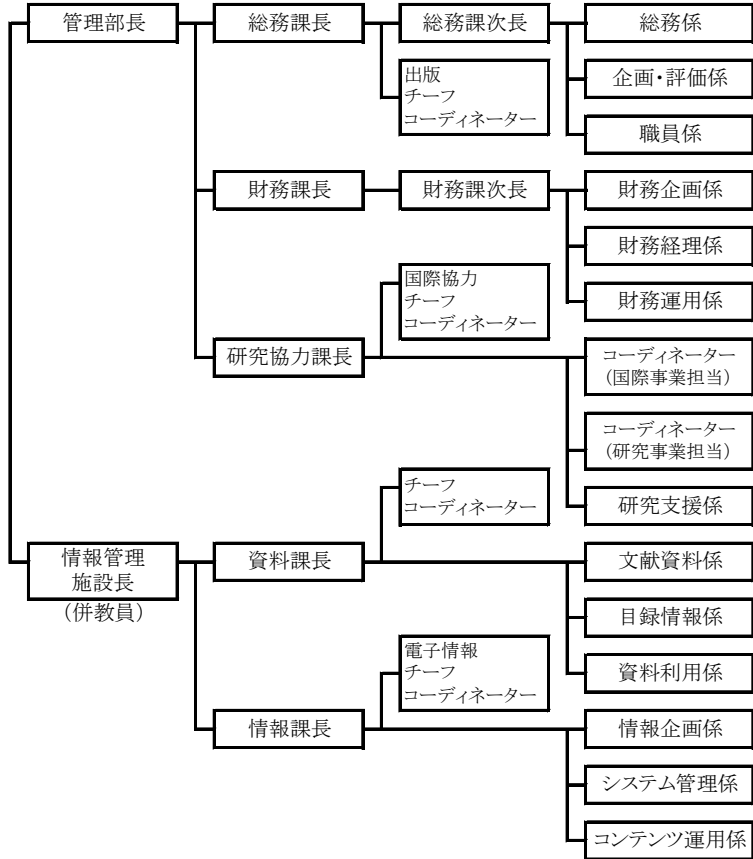 管理部長
総務課長
総務課次長
総務係
出版
チーフ
コーディネーター
企画・評価係
職員係
財務課長
財務課次長
財務企画係
財務経理係
国際協力
チーフ
コーディネーター
財務運用係
研究協力課長
コーディネーター
(国際事業担当)
コーディネーター
(研究事業担当)
チーフ
コーディネーター
研究支援係
情報管理
施設長
(併教員)
資料課長
文献資料係
目録情報係
電子情報
チーフ
コーディネーター
資料利用係
情報課長
情報企画係
システム管理係
コンテンツ運用係